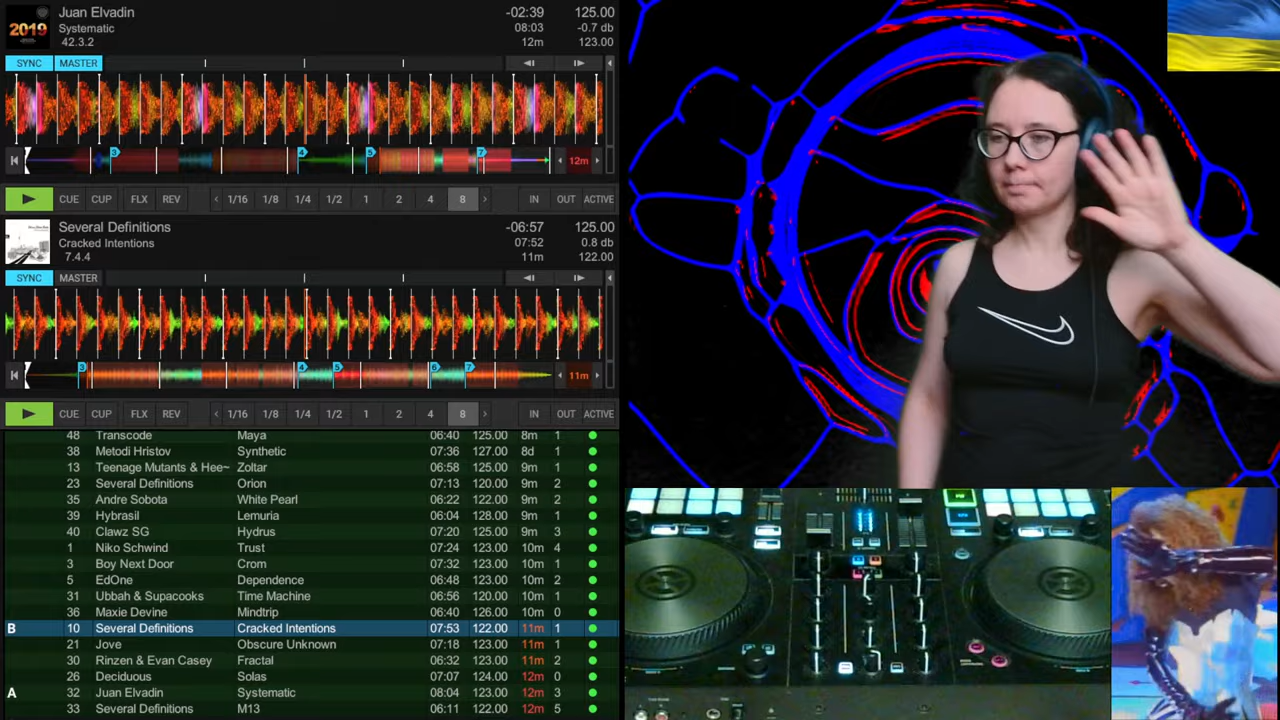 Juan Elvadin -02:39 125.00
Systematic 08:03 -0.7 db
42.3.2 12m 123.00
2019
SYNC MASTER
3 4 5 7 12m
CUE CUP FLX REV 1/16 1/8 1/4 1/2 1 2 4 8 IN OUT ACTIVE
Several Definitions -06:57 125.00
Cracked Intentions 07:52 0.8 db
7.4.4 11m 122.00
SYNC MASTER
3 4 5 6 7 11m
CUE CUP FLX REV 1/16 1/8 1/4 1/2 1 2 4 8 IN OUT ACTIVE
48 Transcode Maya 06:40 125.00 8m 1
38 Metodi Hristov Synthetic 07:36 127.00 8d 1
13 Teenage Mutants & Hee~ Zoltar 06:58 125.00 9m 1
23 Several Definitions Orion 07:13 120.00 9m 2
35 Andre Sobota White Pearl 06:22 122.00 9m 2
39 Hybrasil Lemuria 06:04 128.00 9m 1
40 Clawz SG Hydrus 07:20 125.00 9m 3
1 Niko Schwind Trust 07:24 123.00 10m 4
3 Boy Next Door Crom 07:32 123.00 10m 1
5 EdOne Dependence 06:48 123.00 10m 2
31 Ubbah & Supacooks Time Machine 06:56 120.00 10m 1
36 Maxie Devine Mindtrip 06:40 126.00 10m 0
B 10 Several Definitions Cracked Intentions 07:53 122.00 11m 1
21 Jove Obscure Unknown 07:18 123.00 11m 1
30 Rinzen & Evan Casey Fractal 06:32 123.00 11m 2
26 Deciduous Solas 07:07 124.00 12m 0
A 32 Juan Elvadin Systematic 08:04 123.00 12m 3
33 Several Definitions M13 06:11 122.00 12m 5